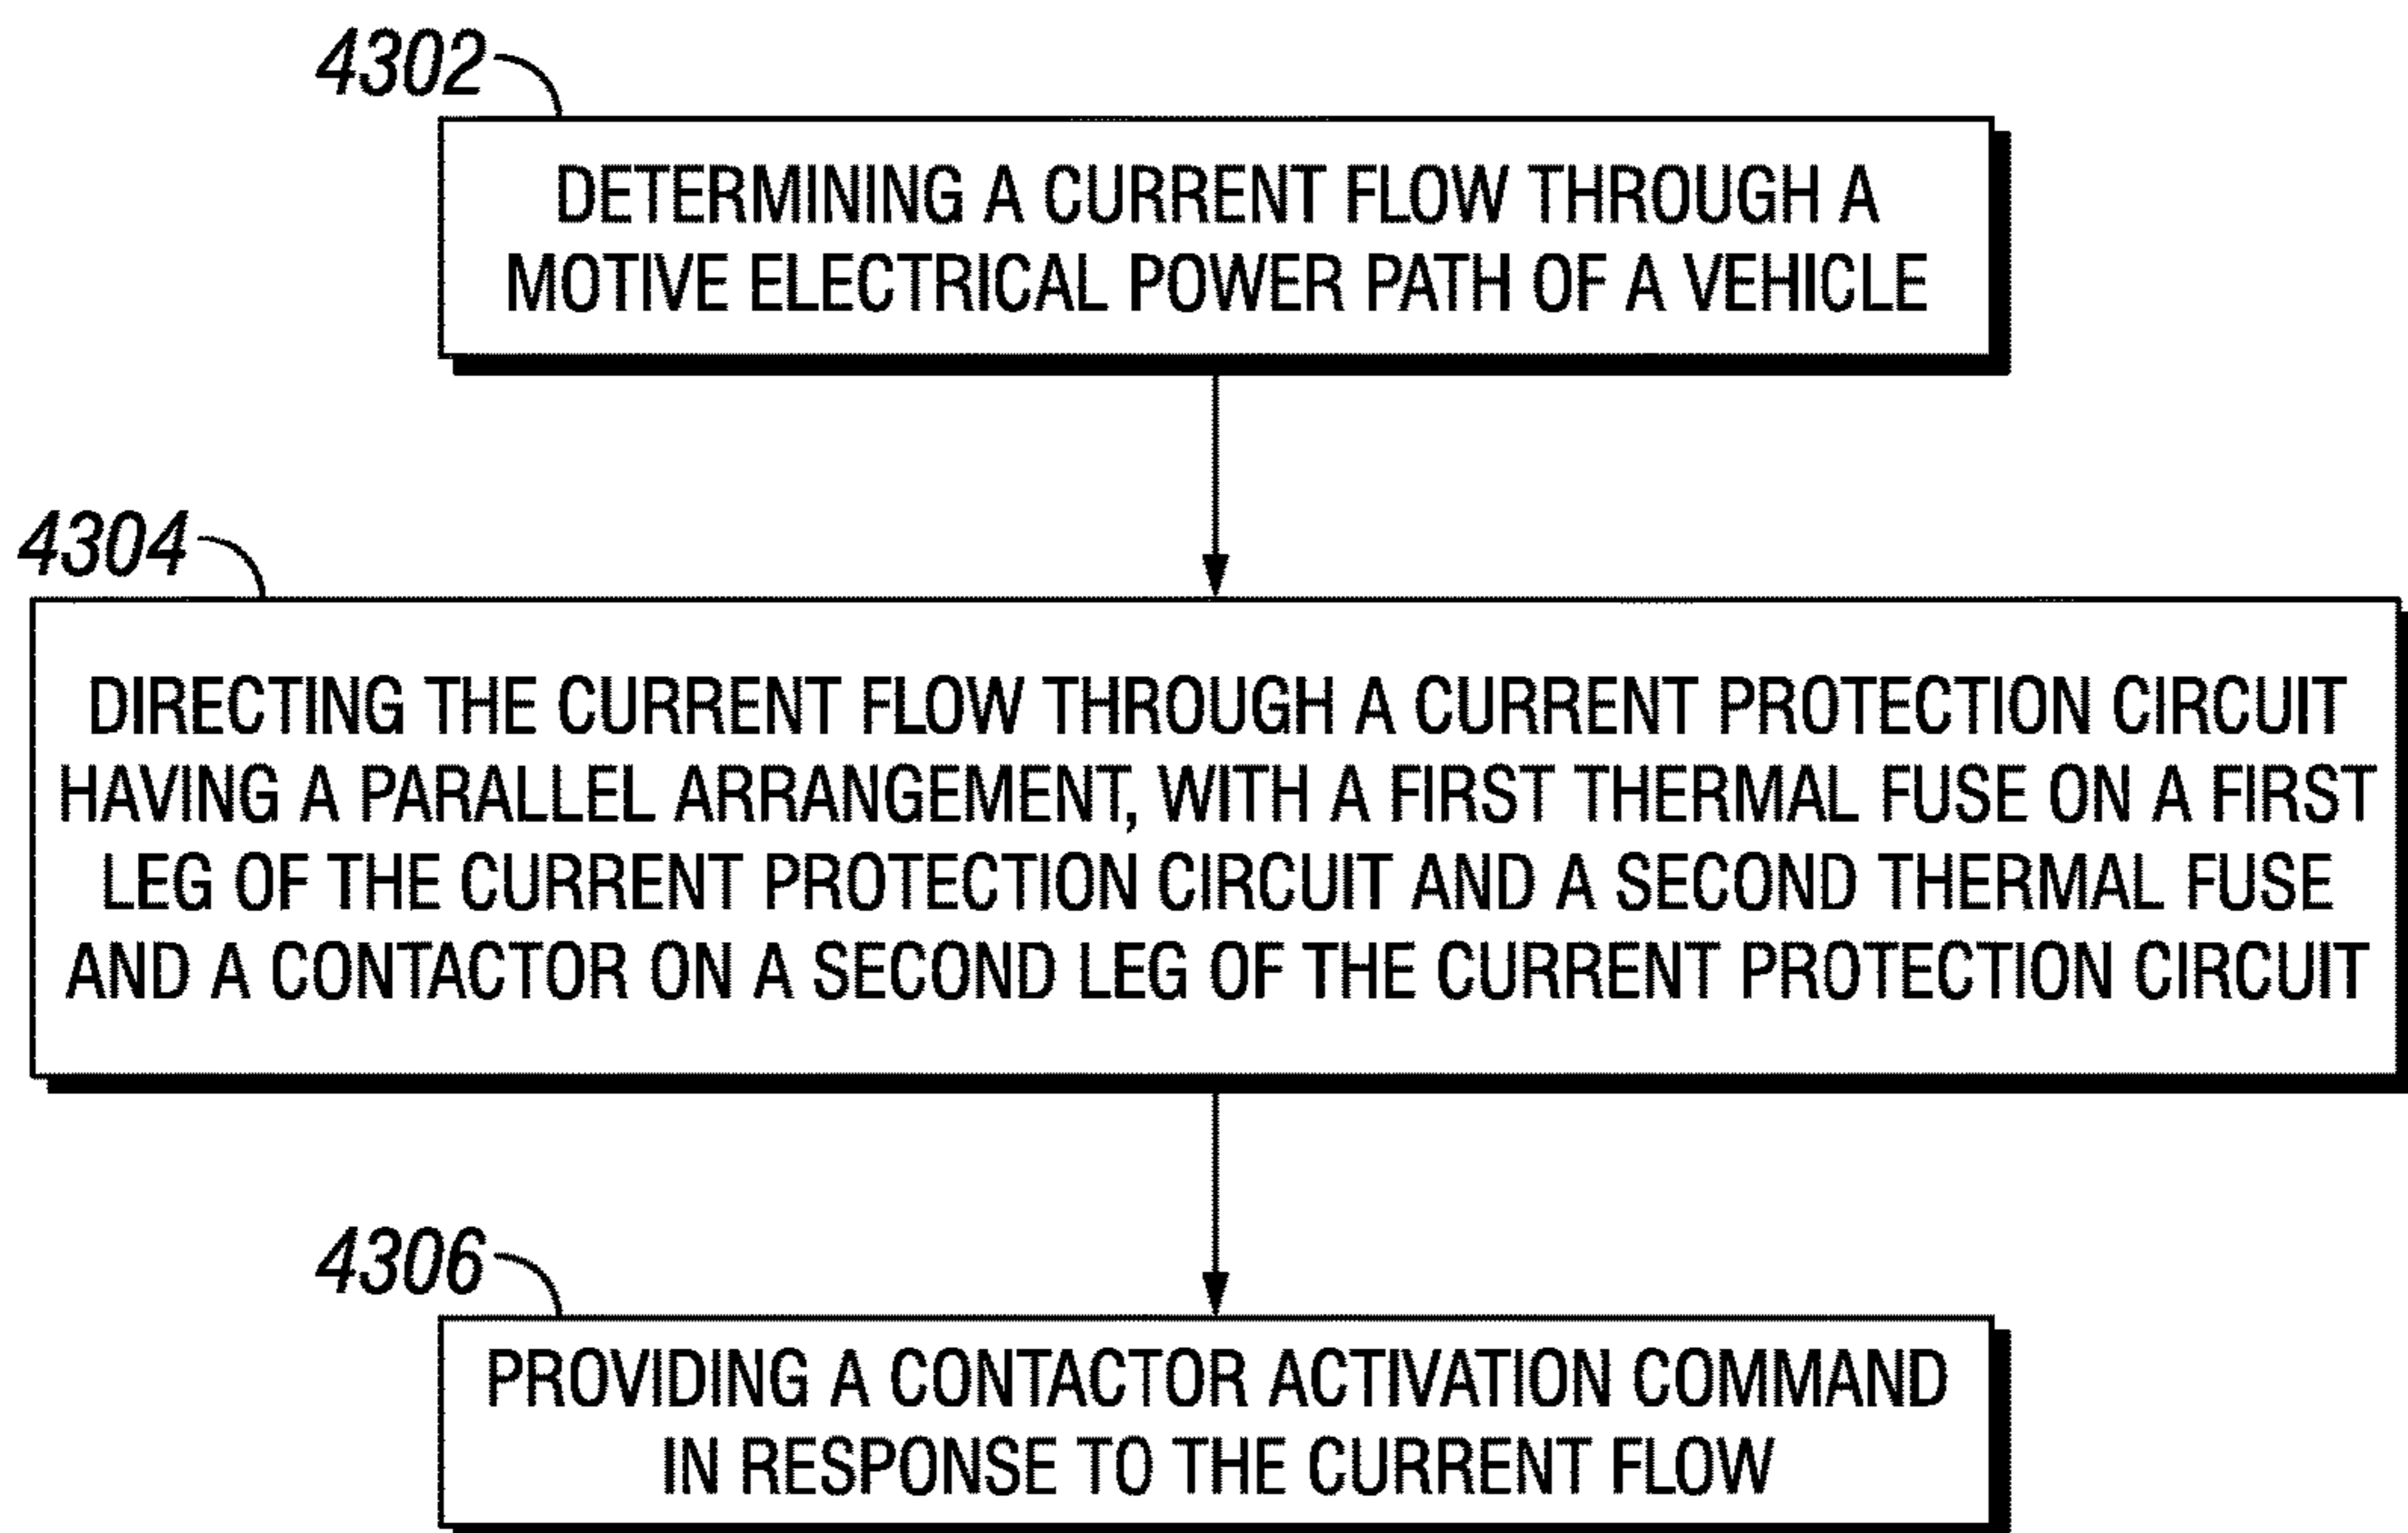 4302
DETERMINING A CURRENT FLOW THROUGH A
MOTIVE ELECTRICAL POWER PATH OF A VEHICLE
4304
DIRECTING THE CURRENT FLOW THROUGH A CURRENT PROTECTION CIRCUIT
HAVING A PARALLEL ARRANGEMENT, WITH A FIRST THERMAL FUSE ON A FIRST
LEG OF THE CURRENT PROTECTION CIRCUIT AND A SECOND THERMAL FUSE
AND A CONTACTOR ON A SECOND LEG OF THE CURRENT PROTECTION CIRCUIT
4306
PROVIDING A CONTACTOR ACTIVATION COMMAND
IN RESPONSE TO THE CURRENT FLOW